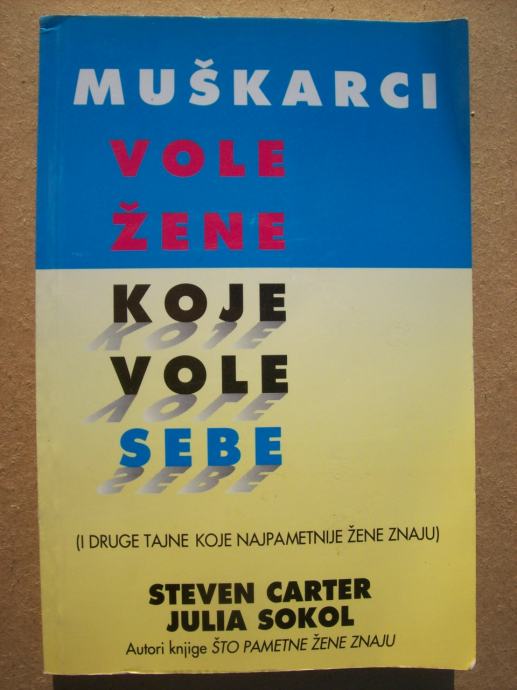 MUŠKARCI
VOLE
ŽENE
KOJE
VOLE
SEBE
(I DRUGE TAJNE KOJE NAJPAMETNIJE ŽENE ZNAJU)
STEVEN CARTER
JULIA SOKOL
Autori knjige ŠTO PAMETNE ŽENE ZNAJU